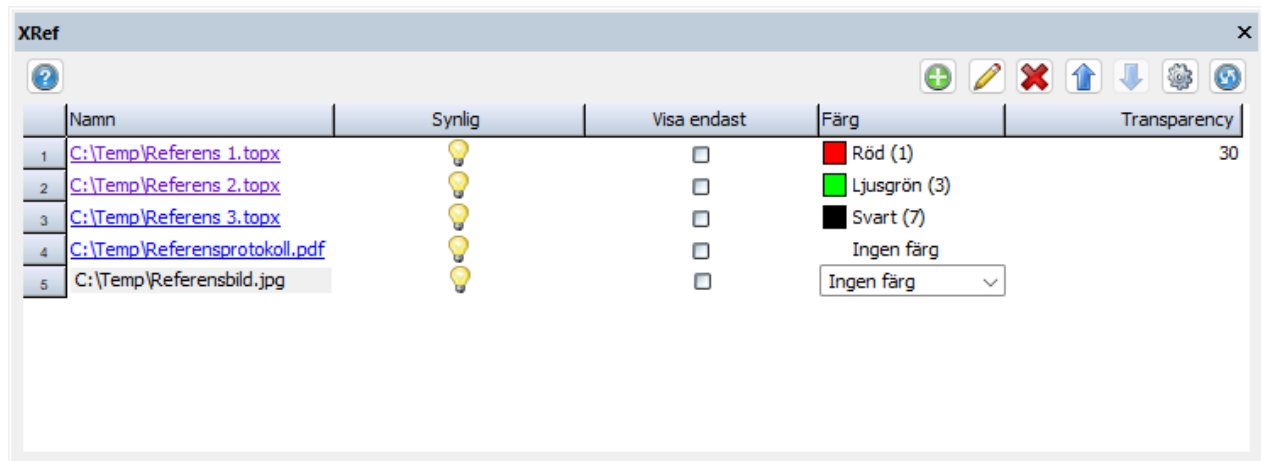 XRef
Namn Synlig Visa endast Färg Transparency
1 C:\Temp\Referens 1.topx Röd (1) 30
2 C:\Temp\Referens 2.topx Ljusgrön (3)
3 C:\Temp\Referens 3.topx Svart (7)
4 C:\Temp\Referensprotokoll.pdf Ingen färg
5 C:\Temp\Referensbild.jpg Ingen färg